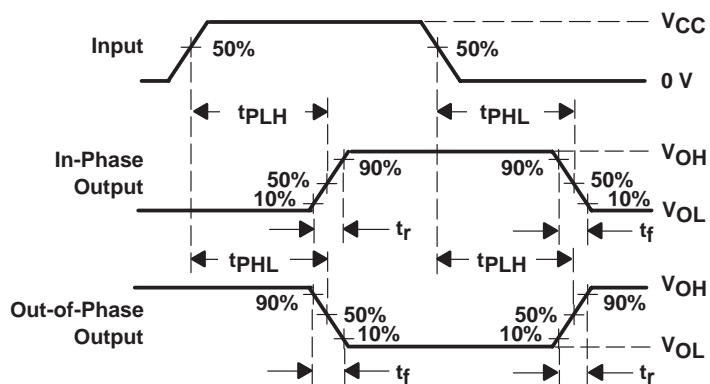 VCC
Input
50%
50%
0 V
tPLH
tPHL
In-Phase
Output
VOH
90%
90%
50%
50%
10%
10%
VOL
tr
tf
tPHL
tPLH
Out-of-Phase
Output
VOH
90%
90%
50%
50%
10%
10%
VOL
tf
tr